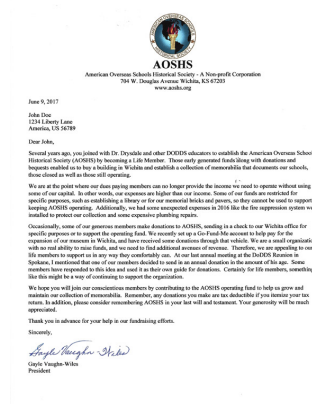 AOSHS
American Overseas Schools Historical Society - A Non-profit Corporation
704 W. Douglas Avenue Wichita, KS 67203
www.aoshs.org
June 9, 2017
John Doe
1234 Liberty Lane
America, US 56789
Dear John,
Several years ago, you joined with Dr. Drysdale and other DODDS educators to establish the American Overseas School
Historical Society (AOSHS) by becoming a Life Member. Those early generated funds along with donations and
bequests enabled us to buy a building in Wichita and establish a collection of memorabilia that documents our schools,
those closed as well as those still operating.
We are at the point where our dues paying members can no longer provide the income we need to operate without using
some of our capital. In other words, our expenses are higher than our income. Some of our funds are restricted for
specific purposes, such as establishing a library or for our memorial bricks and pavers, so they cannot be used to support
keeping AOSHS operating. Additionally, we had some unexpected expenses in 2016 like the fire suppression system we
installed to protect our collection and some expensive plumbing repairs.
Occasionally, some of our generous members make donations to AOSHS, sending in a check to our Wichita office for
specific purposes or to support the operating fund. We recently set up a Go-Fund-Me account to help pay for the
expansion of our museum in Wichita, and have received some donations through that vehicle. We are a small organization
with no real ability to raise funds, and we need to find additional avenues of revenue. Therefore, we are appealing to our
life members to support us in any way they comfortably can. At our last annual meeting at the DoDDS Reunion in
Spokane, I mentioned that one of our members decided to send in an annual donation in the amount of his age. Some
members have responded to this idea and used it as their own guide for donations. Certainly for life members, something
like this might be a way of continuing to support the organization.
We hope you will join our conscientious members by contributing to the AOSHS operating fund to help us grow and
maintain our collection of memorabilia. Remember, any donations you make are tax deductible if you itemize your tax
return. In addition, please consider remembering AOSHS in your last will and testament. Your generosity will be much
appreciated.
Thank you in advance for your help in our fundraising efforts.
Sincerely,
Gayle Vaughn-Wiles
Gayle Vaughn-Wiles
President